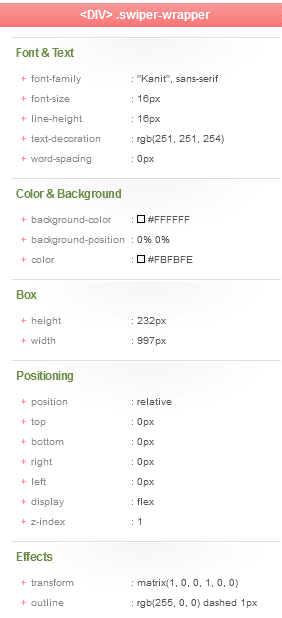 <DIV> .swiper-wrapper
Font & Text
+ font-family : "Kanit", sans-serif
+ font-size : 16px
+ line-height : 16px
+ text-decoration : rgb(251, 251, 254)
+ word-spacing : 0px
Color & Background
+ background-color : #FFFFFF
+ background-position : 0% 0%
+ color : #FBFBFE
Box
+ height : 232px
+ width : 997px
Positioning
+ position : relative
+ top : 0px
+ bottom : 0px
+ right : 0px
+ left : 0px
+ display : flex
+ z-index : 1
Effects
+ transform : matrix(1, 0, 0, 1, 0, 0)
+ outline : rgb(255, 0, 0) dashed 1px